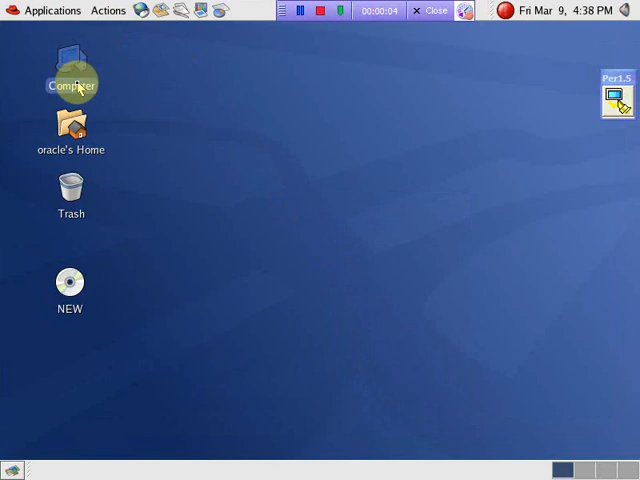 Applications Actions 00:00:04 Close Fri Mar 9, 4:38 PM
Computer
Per1.5
oracle's Home
Trash
NEW